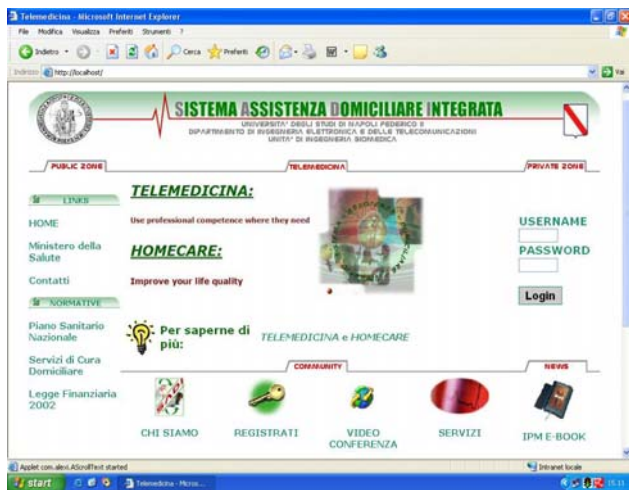 Telemedicina - Microsoft Internet Explorer
File Modifica Visualizza Preferiti Strumenti ?
Indietro Cerca Preferiti
Indirizzo http://localhost/ Vai
SISTEMA ASSISTENZA DOMICILIARE INTEGRATA
UNIVERSITA' DEGLI STUDI DI NAPOLI FEDERICO II
DIPARTIMENTO DI INGEGNERIA ELETTRONICA E DELLE TELECOMUNICAZIONI
UNITA' DI INGEGNERIA BIOMEDICA
PUBLIC ZONE
TELEMEDICINA
PRIVATE ZONE
LINKS
HOME
Ministero della
Salute
Contatti
NORMATIVE
Piano Sanitario
Nazionale
Servizi di Cura
Domiciliare
Legge Finanziaria
2002
TELEMEDICINA:
Use professional competence where they need
HOMECARE:
Improve your life quality
Per saperne di
più:
TELEMEDICINA e HOMECARE
USERNAME
PASSWORD
Login
COMMUNITY
NEWS
CHI SIAMO
REGISTRATI
VIDEO
CONFERENZA
SERVIZI
IPM E-BOOK
Applet com.alevi.AScrollText started
Intranet locale
start
Telemedicina - Micros...
15.11